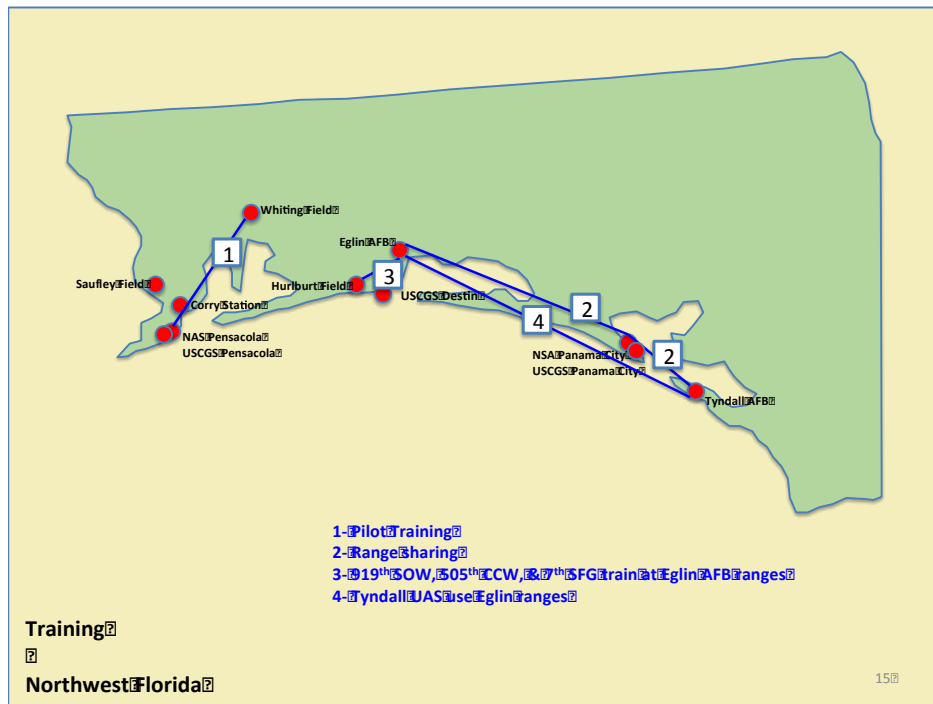 Whiting Field
Eglin AFB
1
3
Saufley Field
Hurlburt Field
Corry Station
USCGS Destin
2
4
NAS Pensacola
USCGS Pensacola
NSA Panama City
USCGS Panama City
2
Tyndall AFB
1- Pilot Training
2- Range sharing
3- 919th SOW, 505th CCW, & 7th SFG train at Eglin AFB ranges
4- Tyndall UAS use Eglin ranges
Training
Northwest Florida
15